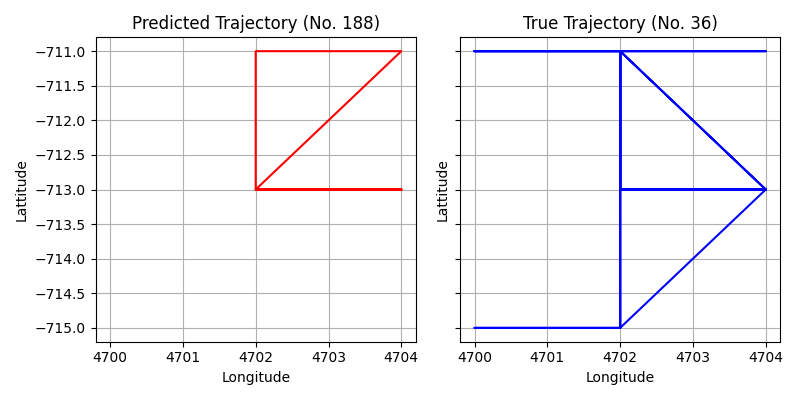 Predicted Trajectory (No. 188)
True Trajectory (No. 36)
−711.0
−711.5
−712.0
−712.5
−713.0
−713.5
−714.0
−714.5
−715.0
Lattitude
Lattitude
4700 4701 4702 4703 4704
4700 4701 4702 4703 4704
Longitude
Longitude